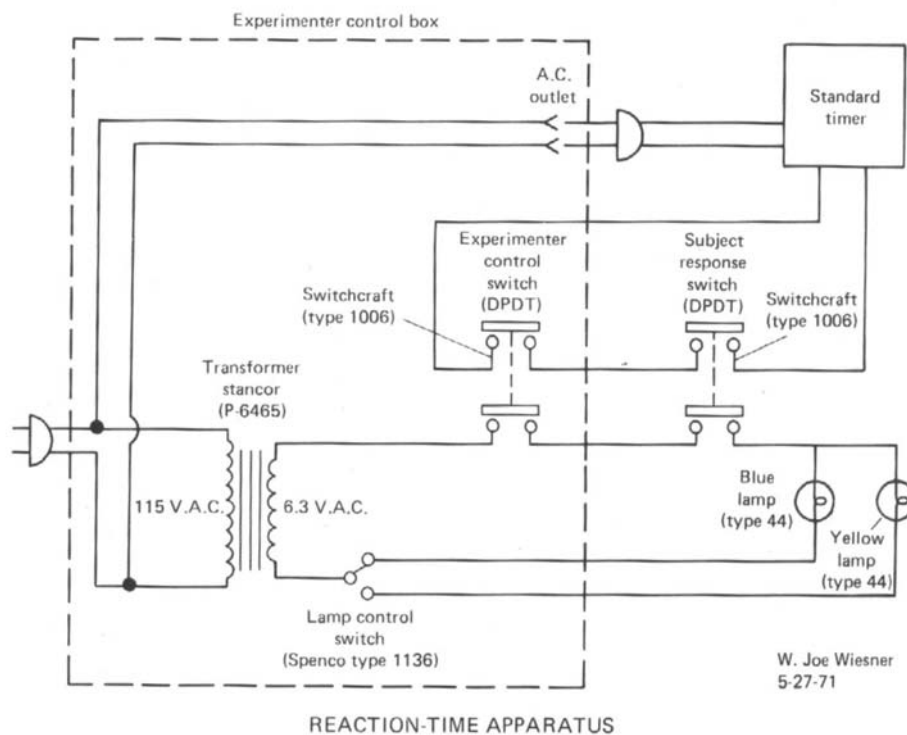 Experimenter control box
A.C.
outlet
Standard
timer
Experimenter
control
switch
(DPDT)
Subject
response
switch
(DPDT)
Switchcraft
(type 1006)
Switchcraft
(type 1006)
Transformer
stancor
(P-6465)
115 V.A.C.
6.3 V.A.C.
Blue
lamp
(type 44)
Yellow
lamp
(type 44)
Lamp control
switch
(Spenco type 1136)
W. Joe Wiesner
5-27-71
REACTION-TIME APPARATUS